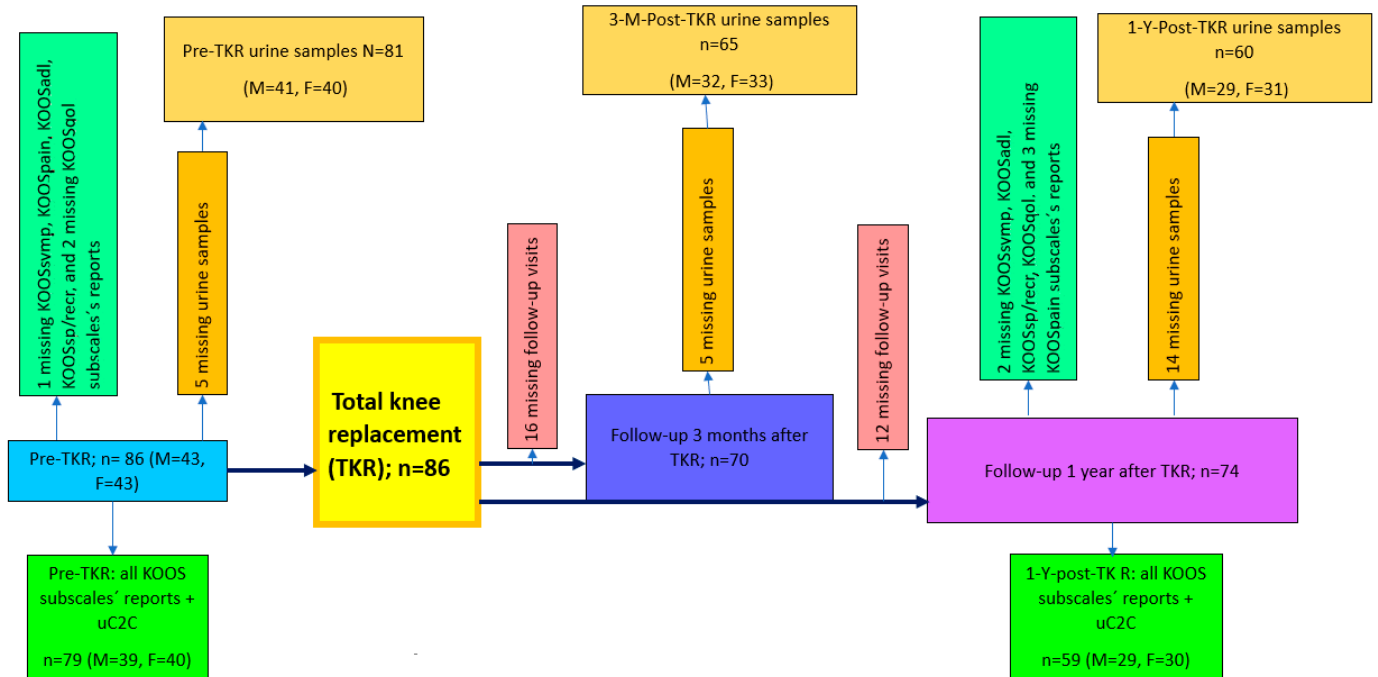 1 missing KOOSsymp, KOOSpain, KOOSadl,
KOOSsp/recr, and 2 missing KOOSqol
subscales´s reports
Pre-TKR urine samples N=81
(M=41, F=40)
5 missing urine samples
Pre-TKR; n= 86 (M=43,
F=43)
Pre-TKR: all KOOS
subscales´ reports +
uC2C
n=79 (M=39, F=40)
Total knee
replacement
(TKR); n=86
16 missing follow-up visits
3-M-Post-TKR urine samples
n=65
(M=32, F=33)
5 missing urine samples
Follow-up 3 months after
TKR; n=70
12 missing follow-up visits
2 missing KOOSsymp, KOOSadl,
KOOSsp/recr, KOOSqol. and 3 missing
KOOSpain subscales´s reports
1-Y-Post-TKR urine samples
n=60
(M=29, F=31)
14 missing urine samples
Follow-up 1 year after TKR; n=74
1-Y-post-TK R: all KOOS
subscales´ reports +
uC2C
n=59 (M=29, F=30)